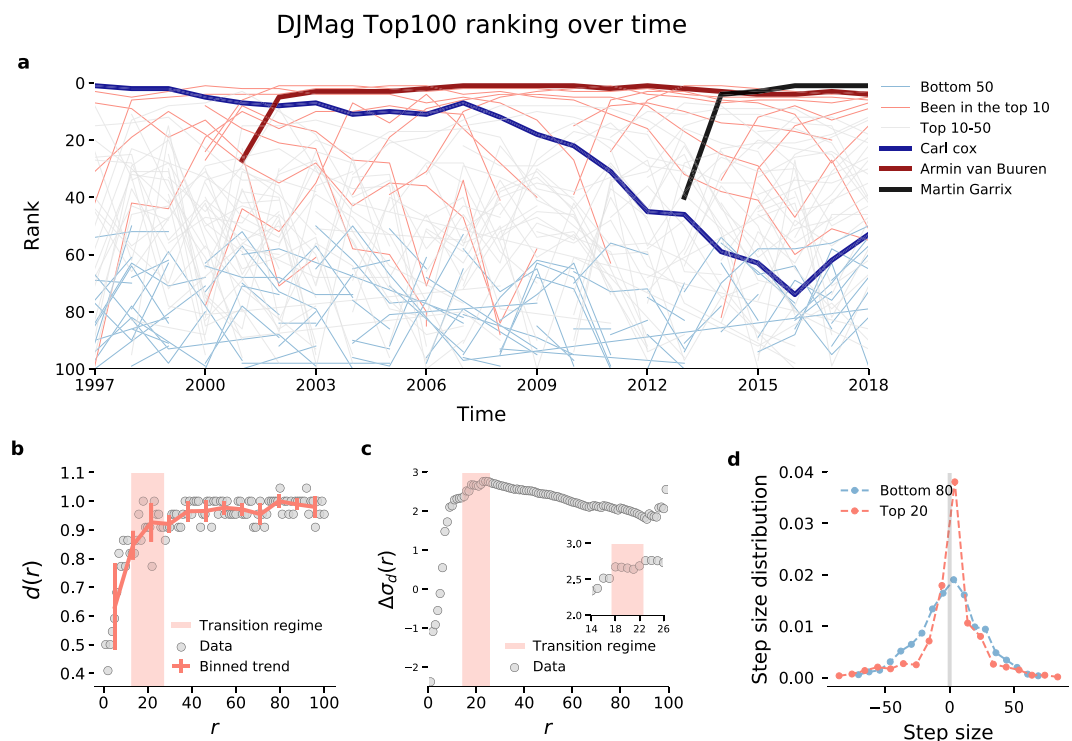 DJMag Top100 ranking over time
a
0
20
40
60
80
100
Rank
1997
2000
2003
2006
2009
2012
2015
2018
Time
Bottom 50
Been in the top 10
Top 10-50
Carl cox
Armin van Buuren
Martin Garrix
b
1.1
1.0
0.9
0.8
0.7
0.6
0.5
0.4
d(r)
Transition regime
Data
Binned trend
0
20
40
60
80
100
r
c
3
2
1
0
−1
−2
Δσd(r)
3.0
2.5
2.0
14
18
22
26
Transition regime
Data
0
20
40
60
80
100
r
d
0.04
0.03
0.02
0.01
0.00
Step size distribution
Bottom 80
Top 20
−50
0
50
Step size